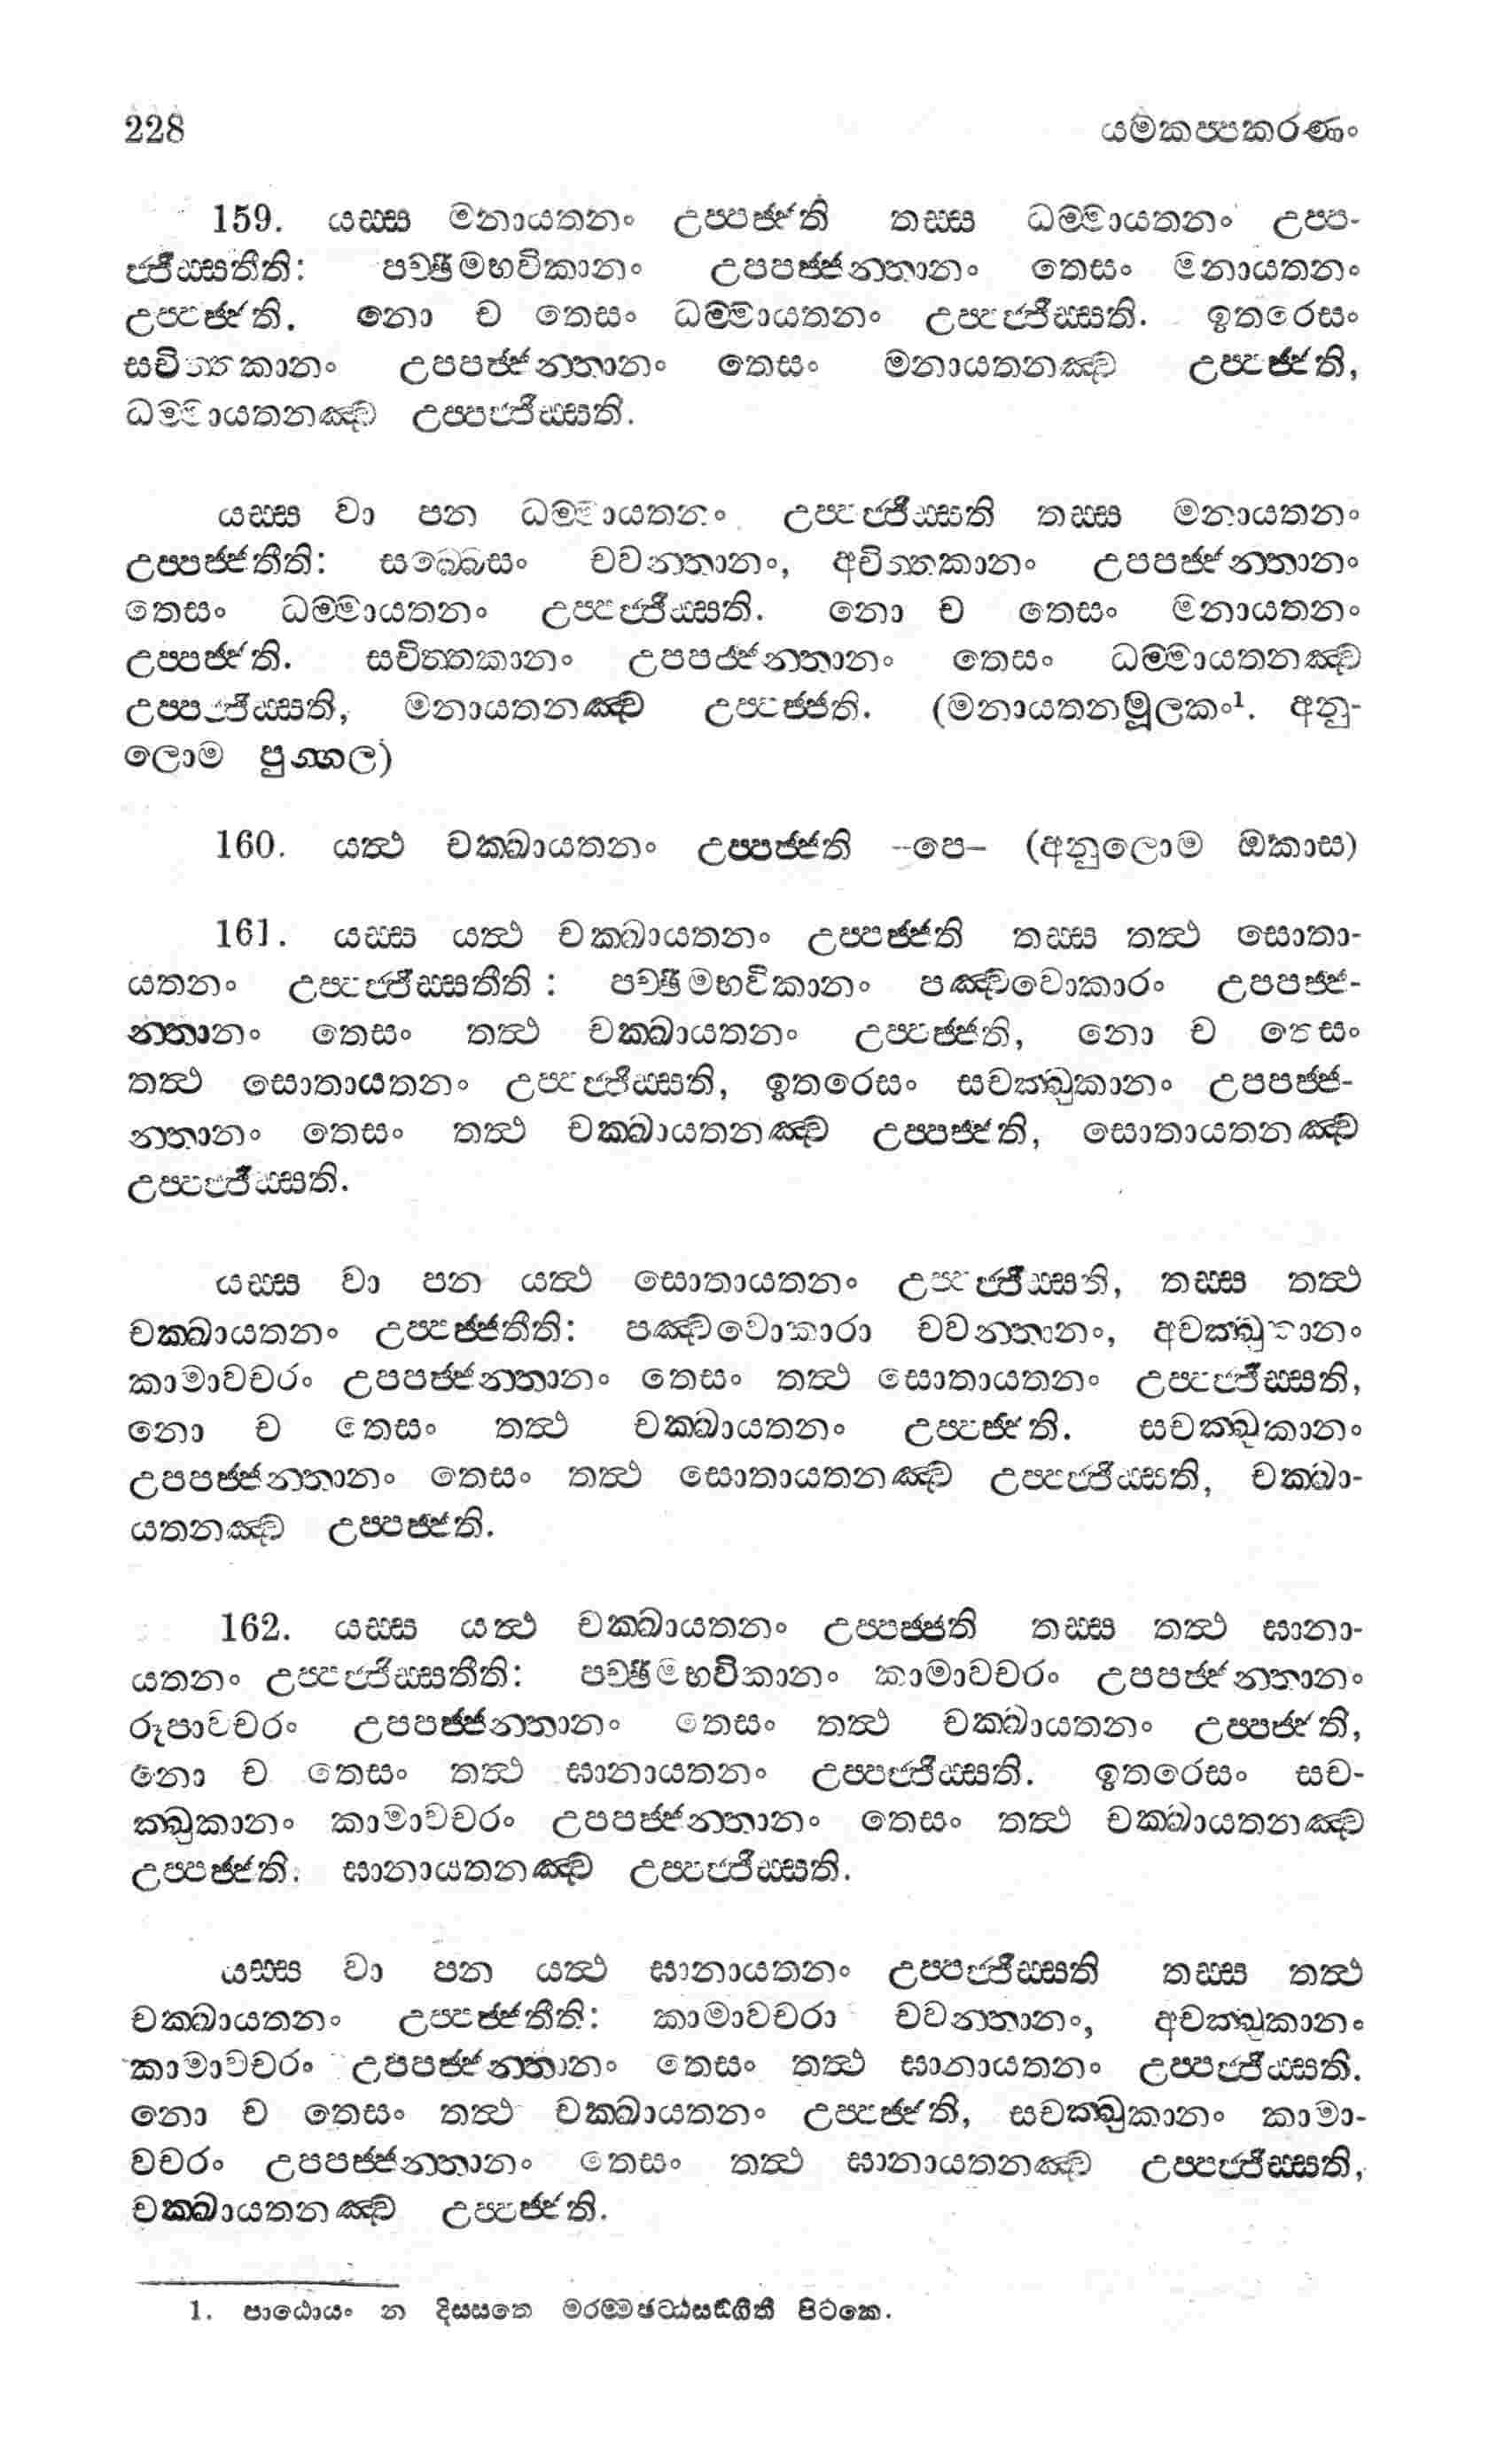 228 යමකප්පකරණං
159. යස්ස මනායතනං උප්පජ්ජති තස්ස ධම්මායතනං උප්ප-
ජ්ජිස්සතීති: පච්ඡිමභවිකානං උපපජ්ජන්තානං තෙසං මනායතනං
උප්පජ්ජති. නො ච තෙසං ධම්මායතනං උප්පජ්ජිස්සති. ඉතරෙසං
සචිත්තකානං උපපජ්ජන්තානං තෙසං මනායතනඤ්ච උප්පජ්ජති,
ධම්මායතනඤ්ච උප්පජ්ජිස්සති.
යස්ස වා පන ධම්මායතනං උප්පජ්ජිස්සති තස්ස මනායතනං
උප්පජ්ජතීති: සබ්බෙසං චවන්තානං, අචිත්තකානං උපපජ්ජන්තානං
තෙසං ධම්මායතනං උප්පජ්ජිස්සති. නො ච තෙසං මනායතනං
උප්පජ්ජති. සචිත්තකානං උපපජ්ජන්තානං තෙසං ධම්මායතනඤ්ච
උප්පජ්ජිස්සති, මනායතනඤ්ච උප්පජ්ජති. (මනායතනමූලකං¹. අනු-
ලොම පුග්ගල)
160. යත්ථ චක්ඛායතනං උප්පජ්ජති –පෙ– (අනුලොම ඔකාස)
161. යස්ස යත්ථ චක්ඛායතනං උප්පජ්ජති තස්ස තත්ථ සොතා-
යතනං උප්පජ්ජිස්සතීති : පච්ඡිමභවිකානං පඤ්චවොකාරං උපපජ්ජ-
න්තානං තෙසං තත්ථ චක්ඛායතනං උප්පජ්ජති, නො ච තෙසං
තත්ථ සොතායතනං උප්පජ්ජිස්සති, ඉතරෙසං සචක්ඛුකානං උපපජ්ජ-
න්තානං තෙසං තත්ථ චක්ඛායතනඤ්ච උප්පජ්ජති, සොතායතනඤ්ච
උප්පජ්ජිස්සති.
යස්ස වා පන යත්ථ සොතායතනං උප්පජ්ජිස්සති, තස්ස තත්ථ
චක්ඛායතනං උප්පජ්ජතීති: පඤ්චවොකාරා චවන්තානං, අචක්ඛුකානං
කාමාවචරං උපපජ්ජන්තානං තෙසං තත්ථ සොතායතනං උප්පජ්ජිස්සති,
නො ච තෙසං තත්ථ චක්ඛායතනං උප්පජ්ජති. සචක්ඛුකානං
උපපජ්ජන්තානං තෙසං තත්ථ සොතායතනඤ්ච උප්පජ්ජිස්සති, චක්ඛා-
යතනඤ්ච උප්පජ්ජති.
162. යස්ස යත්ථ චක්ඛායතනං උප්පජ්ජති තස්ස තත්ථ ඝානා-
යතනං උප්පජ්ජිස්සතීති: පච්ඡිමභවිකානං කාමාවචරං උපපජ්ජන්තානං
රූපාවචරං උපපජ්ජන්තානං තෙසං තත්ථ චක්ඛායතනං උප්පජ්ජති,
නො ච තෙසං තත්ථ ඝානායතනං උප්පජ්ජිස්සති. ඉතරෙසං සච-
ක්ඛුකානං කාමාවචරං උපපජ්ජන්තානං තෙසං තත්ථ චක්ඛායතනඤ්ච
උප්පජ්ජති. ඝානායතනඤ්ච උප්පජ්ජිස්සති.
යස්ස වා පන යත්ථ ඝානායතනං උප්පජ්ජිස්සති තස්ස තත්ථ
චක්ඛායතනං උප්පජ්ජතීති: කාමාවචරා චවන්තානං, අචක්ඛුකානං
කාමාවචරං උපපජ්ජන්තානං තෙසං තත්ථ ඝානායතනං උප්පජ්ජිස්සති.
නො ච තෙසං තත්ථ චක්ඛායතනං උප්පජ්ජති, සචක්ඛුකානං කාමා-
වචරං උපපජ්ජන්තානං තෙසං තත්ථ ඝානායතනඤ්ච උප්පජ්ජිස්සති,
චක්ඛායතනඤ්ච උප්පජ්ජති.
1. පාඨොයං න දිස්සතෙ මරම්මඡට්ඨසඞ්ගීතී පිටකෙ.